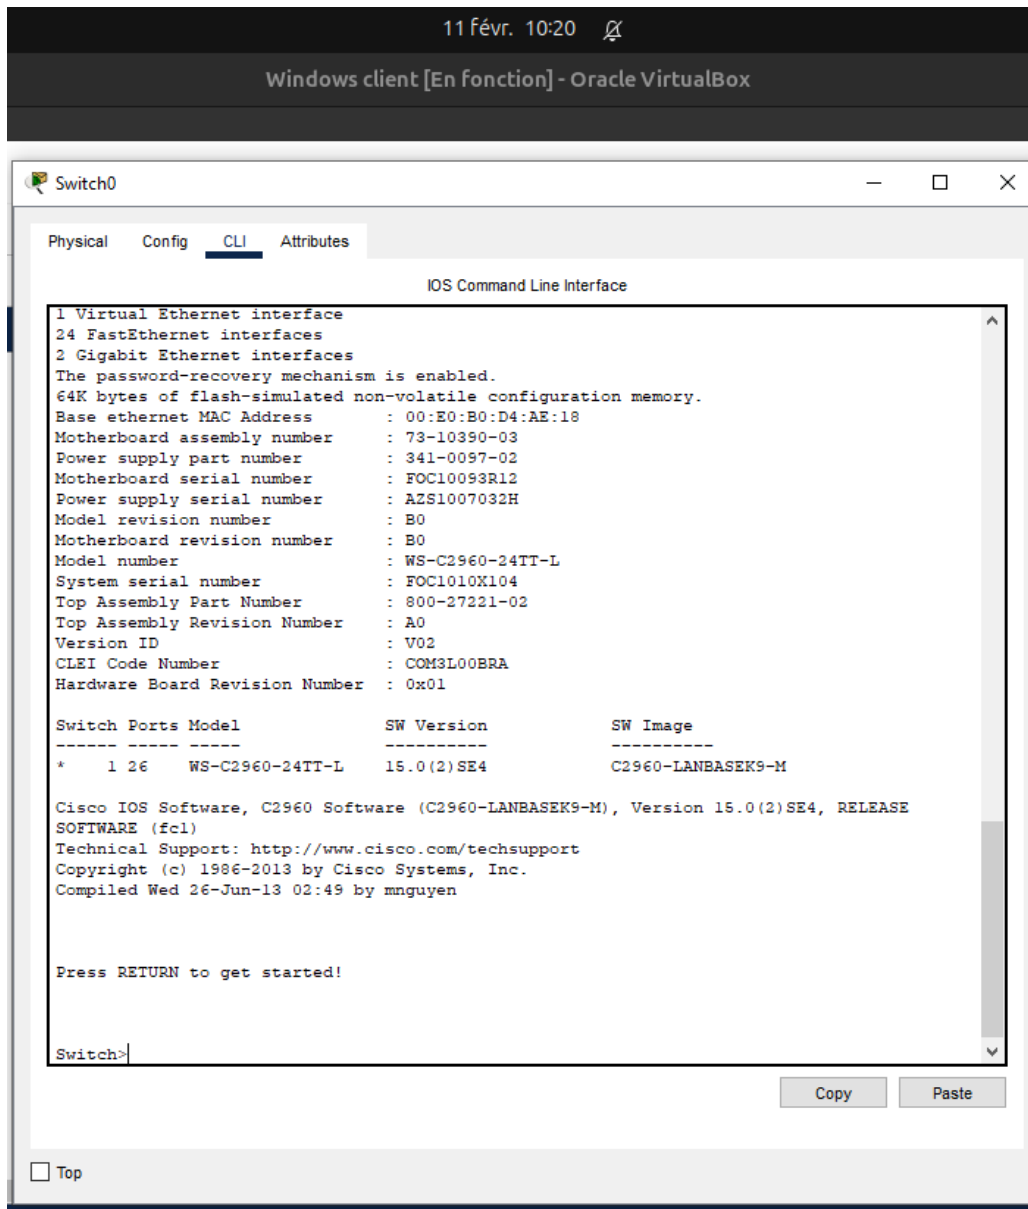 11 févr. 10:20
Windows client [En fonction] - Oracle VirtualBox
Switch0
Physical Config CLI Attributes
IOS Command Line Interface
1 Virtual Ethernet interface
24 FastEthernet interfaces
2 Gigabit Ethernet interfaces
The password-recovery mechanism is enabled.
64K bytes of flash-simulated non-volatile configuration memory.
Base ethernet MAC Address : 00:E0:B0:D4:AE:18
Motherboard assembly number : 73-10390-03
Power supply part number : 341-0097-02
Motherboard serial number : FOC10093R12
Power supply serial number : AZS1007032H
Model revision number : B0
Motherboard revision number : B0
Model number : WS-C2960-24TT-L
System serial number : FOC1010X104
Top Assembly Part Number : 800-27221-02
Top Assembly Revision Number : A0
Version ID : V02
CLEI Code Number : COM3L00BRA
Hardware Board Revision Number : 0x01
Switch Ports Model SW Version SW Image
------ ----- ----- ---------- ----------
* 1 26 WS-C2960-24TT-L 15.0(2)SE4 C2960-LANBASEK9-M
Cisco IOS Software, C2960 Software (C2960-LANBASEK9-M), Version 15.0(2)SE4, RELEASE
SOFTWARE (fc1)
Technical Support: http://www.cisco.com/techsupport
Copyright (c) 1986-2013 by Cisco Systems, Inc.
Compiled Wed 26-Jun-13 02:49 by mnguyen
Press RETURN to get started!
Switch>
Copy Paste
Top